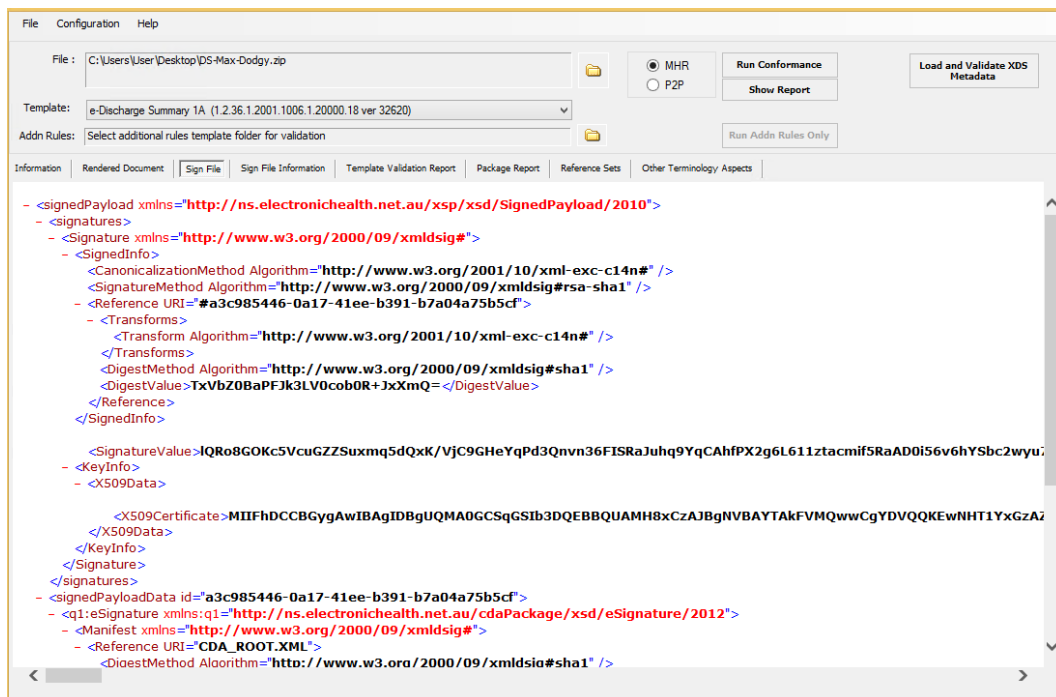 File Configuration Help
File : C:\Users\User\Desktop\DS-Max-Dodgy.zip
MHR
P2P
Run Conformance
Show Report
Load and Validate XDS Metadata
Template: e-Discharge Summary 1A (1.2.36.1.2001.1006.1.20000.18 ver 32620)
Addn Rules: Select additional rules template folder for validation
Run Addn Rules Only
Information Rendered Document Sign File Sign File Information Template Validation Report Package Report Reference Sets Other Terminology Aspects
- <signedPayload xmlns="http://ns.electronichealth.net.au/xsp/xsd/SignedPayload/2010">
- <signatures>
- <Signature xmlns="http://www.w3.org/2000/09/xmldsig#">
- <SignedInfo>
<CanonicalizationMethod Algorithm="http://www.w3.org/2001/10/xml-exc-c14n#" />
<SignatureMethod Algorithm="http://www.w3.org/2000/09/xmldsig#rsa-sha1" />
- <Reference URI="#a3c985446-0a17-41ee-b391-b7a04a75b5cf">
- <Transforms>
<Transform Algorithm="http://www.w3.org/2001/10/xml-exc-c14n#" />
</Transforms>
<DigestMethod Algorithm="http://www.w3.org/2000/09/xmldsig#sha1" />
<DigestValue>TxVbZ0BaPFJk3LV0cob0R+JxXmQ=</DigestValue>
</Reference>
</SignedInfo>
<SignatureValue>lQRo8GOKc5VcuGZZSuxmq5dQxK/VjC9GHeYqPd3Qnvn36FISRaJuhq9YqCAhfPX2g6L611ztacmif5RaAD0i56v6hYSbc2wyu7
- <KeyInfo>
- <X509Data>
<X509Certificate>MIIFhDCCBGygAwIBAgIDBgUQMA0GCSqGSIb3DQEBBQUAMH8xCzAJBgNVBAYTAkFVMQwwCgYDVQQKEwNHT1YxGzAZ
</X509Data>
</KeyInfo>
</Signature>
</signatures>
- <signedPayloadData id="a3c985446-0a17-41ee-b391-b7a04a75b5cf">
- <q1:eSignature xmlns:q1="http://ns.electronichealth.net.au/cdaPackage/xsd/eSignature/2012">
- <Manifest xmlns="http://www.w3.org/2000/09/xmldsig#">
- <Reference URI="CDA_ROOT.XML">
<DigestMethod Algorithm="http://www.w3.org/2000/09/xmldsig#sha1" />